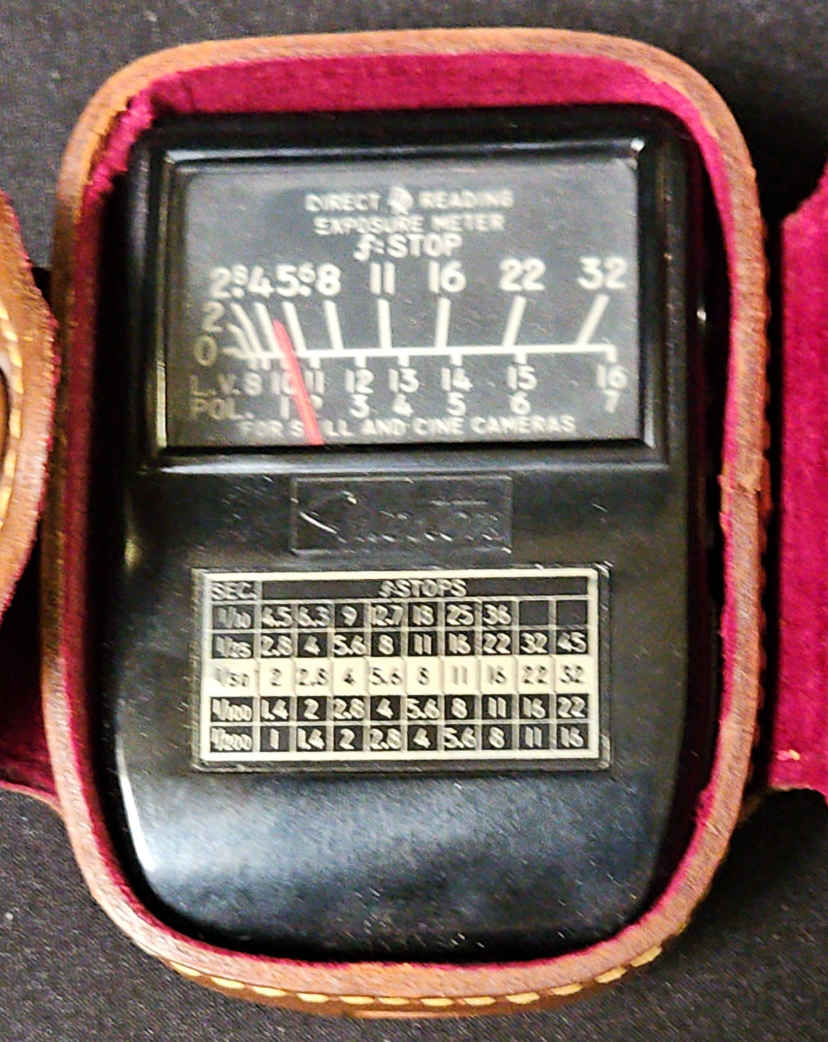 DIRECT READING
EXPOSURE METER
f:STOP
2.8 4 5.6 8 11 16 22 32
2
0
L.V. 8 10 11 12 13 14 15 16
POL. 1 2 3 4 5 6 7
FOR STILL AND CINE CAMERAS
SEC. f-STOPS
1/10 4.5 6.3 9 12.7 18 25 36
1/25 2.8 4 5.6 8 11 16 22 32 45
1/50 2 2.8 4 5.6 8 11 16 22 32
1/100 1.4 2 2.8 4 5.6 8 11 16 22
1/200 1 1.4 2 2.8 4 5.6 8 11 16